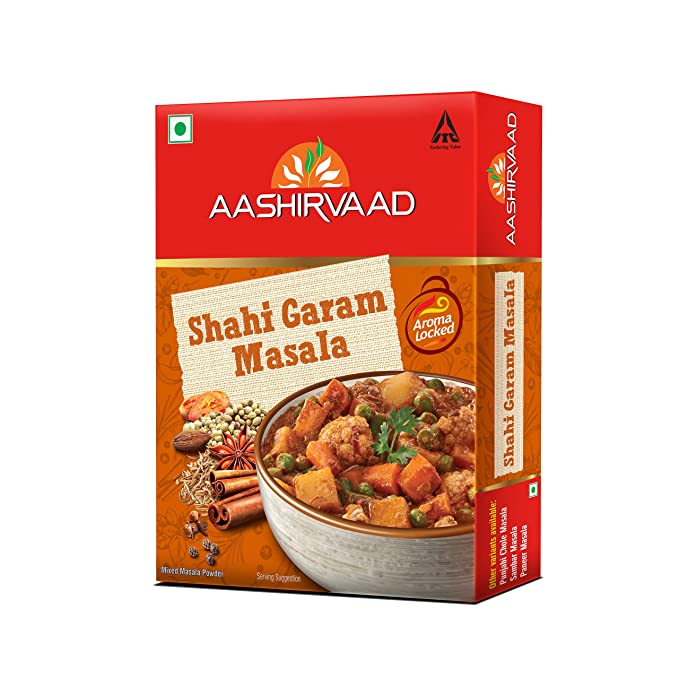 ITC
Enduring Value
AASHIRVAAD
Shahi Garam
Masala
Aroma
Locked
Mixed Masala Powder
Serving Suggestion
AASHIRVAAD
Shahi Garam Masala
Other variants available:
Punjabi Chole Masala
Sambar Masala
Paneer Masala